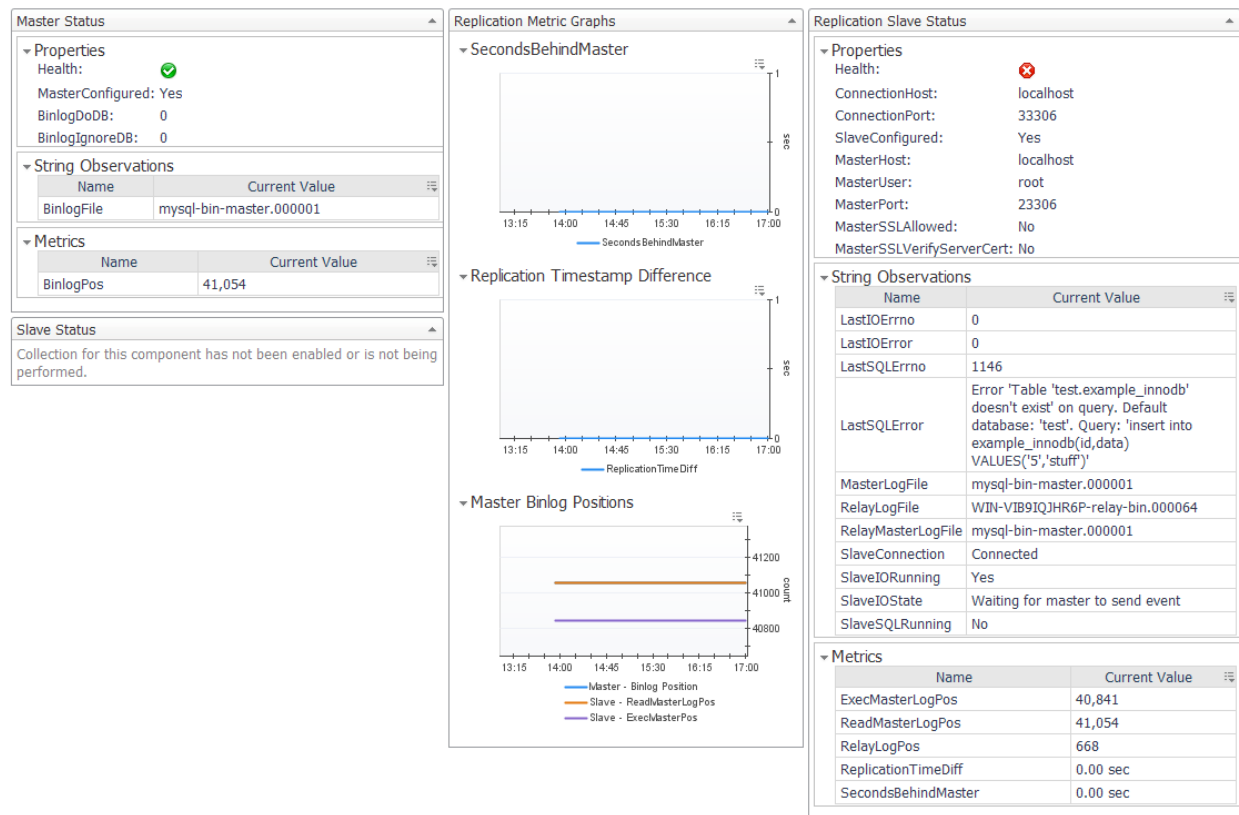 Master Status
Properties
Health:
MasterConfigured: Yes
BinlogDoDB: 0
BinlogIgnoreDB: 0
String Observations
Name Current Value
BinlogFile mysql-bin-master.000001
Metrics
Name Current Value
BinlogPos 41,054
Slave Status
Collection for this component has not been enabled or is not being
performed.
Replication Metric Graphs
SecondsBehindMaster
1
sec
0
13:15 14:00 14:45 15:30 16:15 17:00
SecondsBehindMaster
Replication Timestamp Difference
1
sec
0
13:15 14:00 14:45 15:30 16:15 17:00
ReplicationTimeDiff
Master Binlog Positions
41200
41000
count
40800
13:15 14:00 14:45 15:30 16:15 17:00
Master - Binlog Position
Slave - ReadMasterLogPos
Slave - ExecMasterPos
Replication Slave Status
Properties
Health:
ConnectionHost: localhost
ConnectionPort: 33306
SlaveConfigured: Yes
MasterHost: localhost
MasterUser: root
MasterPort: 23306
MasterSSLAllowed: No
MasterSSLVerifyServerCert: No
String Observations
Name Current Value
LastIOErrno 0
LastIOError 0
LastSQLErrno 1146
LastSQLError
Error 'Table 'test.example_innodb'
doesn't exist' on query. Default
database: 'test'. Query: 'insert into
example_innodb(id,data)
VALUES('5','stuff')'
MasterLogFile mysql-bin-master.000001
RelayLogFile WIN-VIB9IQJHR6P-relay-bin.000064
RelayMasterLogFile mysql-bin-master.000001
SlaveConnection Connected
SlaveIORunning Yes
SlaveIOState Waiting for master to send event
SlaveSQLRunning No
Metrics
Name Current Value
ExecMasterLogPos 40,841
ReadMasterLogPos 41,054
RelayLogPos 668
ReplicationTimeDiff 0.00 sec
SecondsBehindMaster 0.00 sec